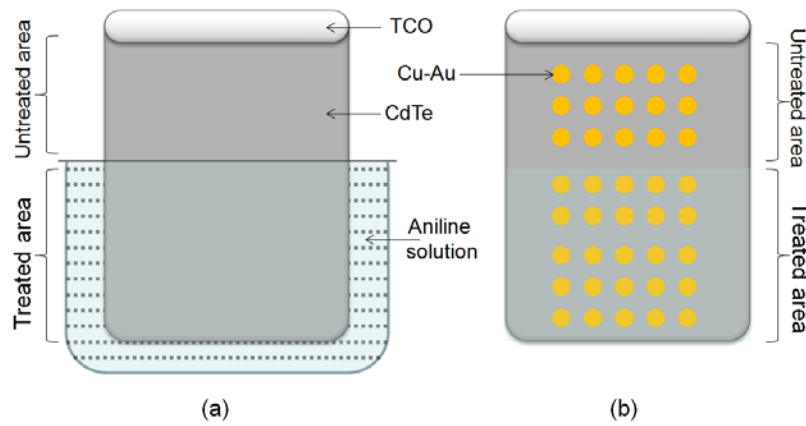 Untreated area
Treated area
TCO
Cu-Au
CdTe
Aniline
solution
Untreated area
Treated area
(a)
(b)